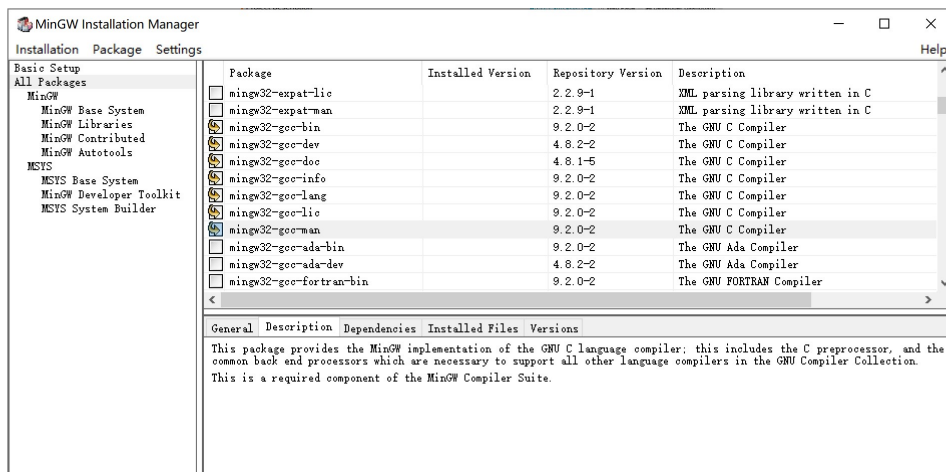 MinGW Installation Manager
Installation Package Settings Help
Basic Setup
All Packages
MinGW
MinGW Base System
MinGW Libraries
MinGW Contributed
MinGW Autotools
MSYS
MSYS Base System
MinGW Developer Toolkit
MSYS System Builder
Package Installed Version Repository Version Description
mingw32-expat-lic 2.2.9-1 XML parsing library written in C
mingw32-expat-man 2.2.9-1 XML parsing library written in C
mingw32-gcc-bin 9.2.0-2 The GNU C Compiler
mingw32-gcc-dev 4.8.2-2 The GNU C Compiler
mingw32-gcc-doc 4.8.1-5 The GNU C Compiler
mingw32-gcc-info 9.2.0-2 The GNU C Compiler
mingw32-gcc-lang 9.2.0-2 The GNU C Compiler
mingw32-gcc-lic 9.2.0-2 The GNU C Compiler
mingw32-gcc-man 9.2.0-2 The GNU C Compiler
mingw32-gcc-ada-bin 9.2.0-2 The GNU Ada Compiler
mingw32-gcc-ada-dev 4.8.2-2 The GNU Ada Compiler
mingw32-gcc-fortran-bin 9.2.0-2 The GNU FORTRAN Compiler
General Description Dependencies Installed Files Versions
This package provides the MinGW implementation of the GNU C language compiler; this includes the C preprocessor, and the
common back end processors which are necessary to support all other language compilers in the GNU Compiler Collection.
This is a required component of the MinGW Compiler Suite.